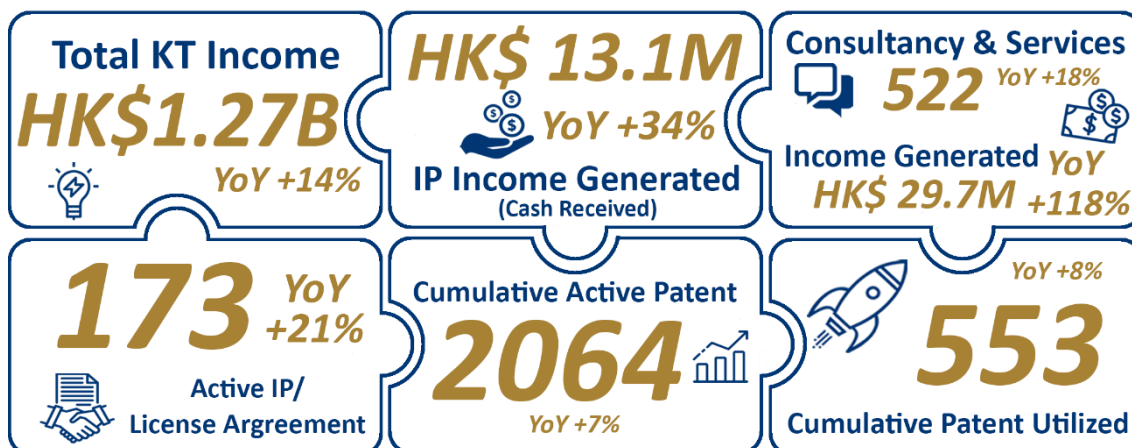 Total KT Income
HK$1.27B
YoY +14%
HK$ 13.1M
YoY +34%
IP Income Generated
(Cash Received)
Consultancy & Services
522 YoY +18%
Income Generated YoY
HK$ 29.7M +118%
173 YoY
+21%
Active IP/
License Argreement
Cumulative Active Patent
2064
YoY +7%
YoY +8%
553
Cumulative Patent Utilized